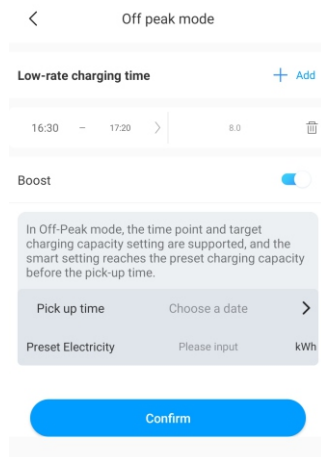 Off peak mode
Low-rate charging time + Add
16:30 – 17:20 8.0
Boost
In Off-Peak mode, the time point and target
charging capacity setting are supported, and the
smart setting reaches the preset charging capacity
before the pick-up time.
Pick up time Choose a date
Preset Electricity Please input kWh
Confirm